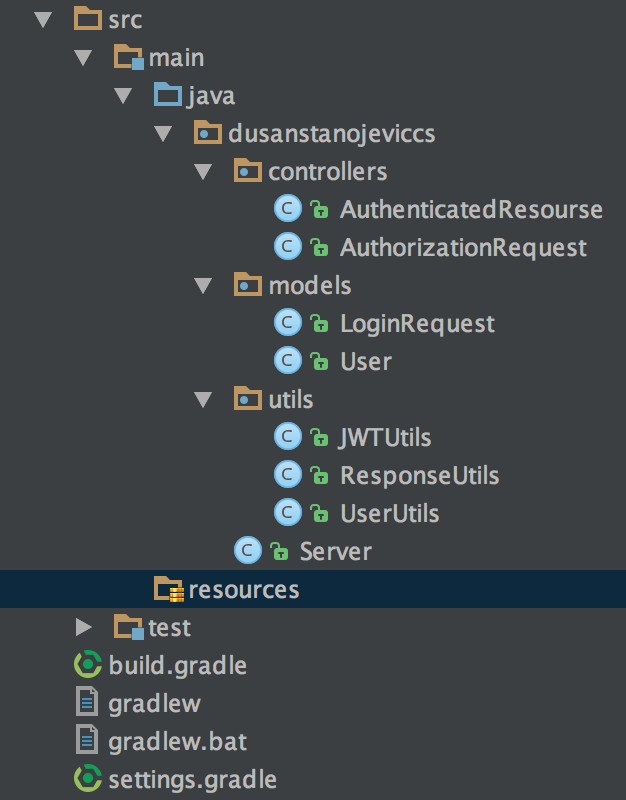 src
main
java
dusanstanojeviccs
controllers
C AuthenticatedResourse
C AuthorizationRequest
models
C LoginRequest
C User
utils
C JWTUtils
C ResponseUtils
C UserUtils
C Server
resources
test
build.gradle
gradlew
gradlew.bat
settings.gradle